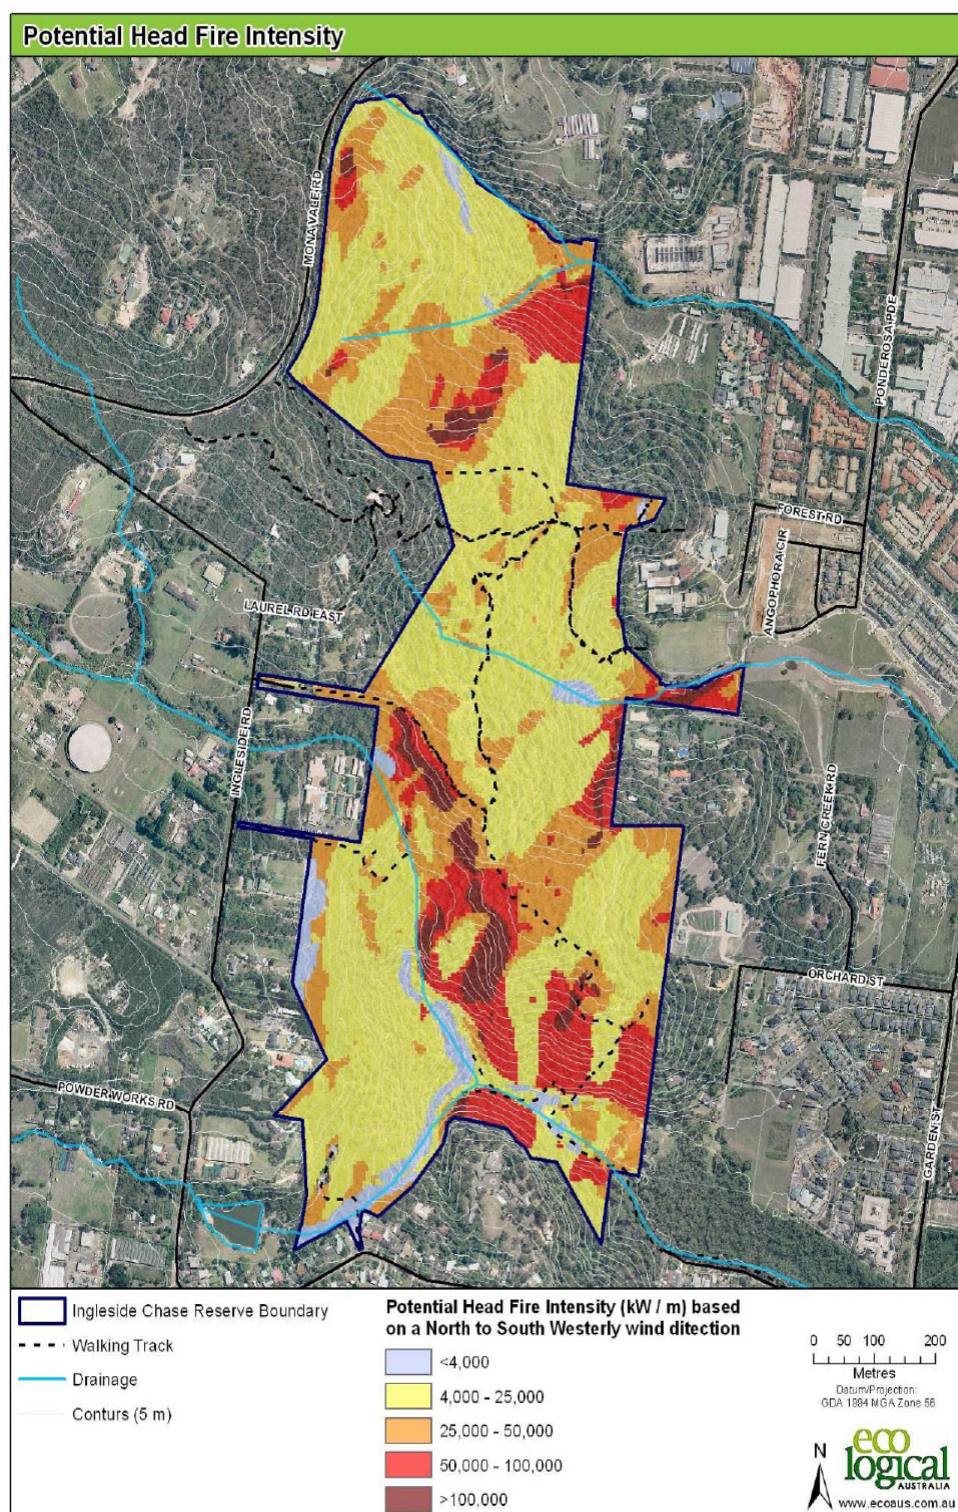 Potential Head Fire Intensity
MONA VALE RD
PONDEROSA PDE
FOREST RD
ANGOPHORA CIR
LAUREL RD EAST
INGLESIDE RD
FERN CREEK RD
ORCHARD ST
POWDER WORKS RD
GARDEN ST
Ingleside Chase Reserve Boundary
Walking Track
Drainage
Conturs (5 m)
Potential Head Fire Intensity (kW / m) based
on a North to South Westerly wind ditection
<4,000
4,000 - 25,000
25,000 - 50,000
50,000 - 100,000
>100,000
0 50 100 200
Metres
Datum/Projection:
GDA 1994 MGA Zone 56
N
eco
logical
AUSTRALIA
www.ecoaus.com.au